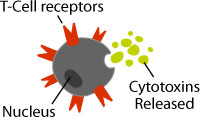 T-Cell receptors
Nucleus
Cytotoxins
Released